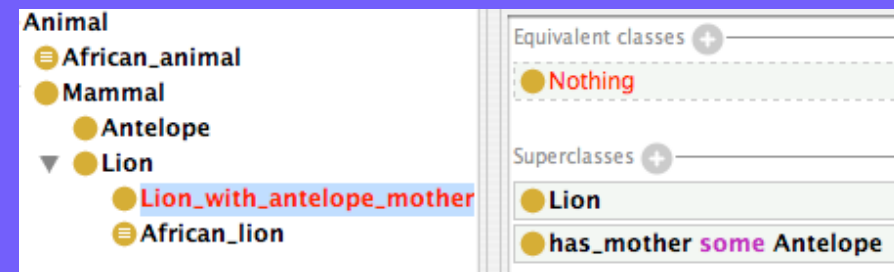 Animal
African_animal
Mammal
Antelope
Lion
Lion_with_antelope_mother
African_lion
Equivalent classes
Nothing
Superclasses
Lion
has_mother some Antelope